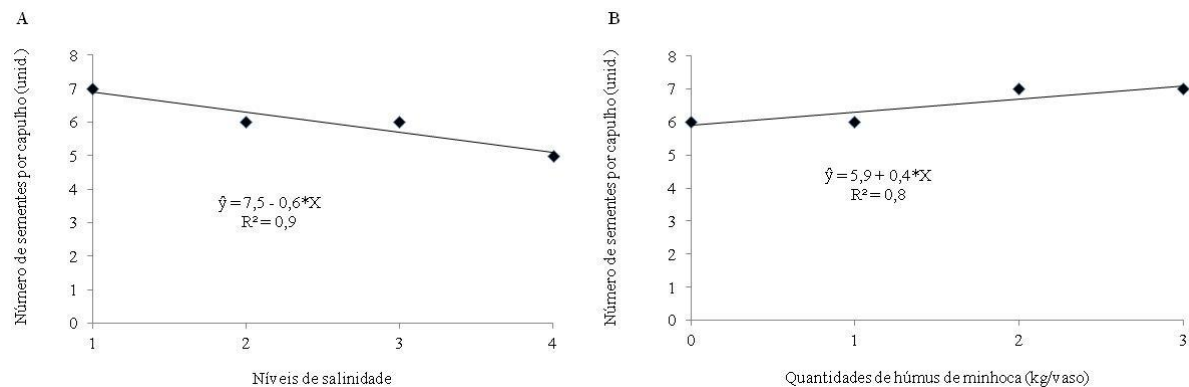 A
Número de sementes por capulho (unid.)
8
7
6
5
4
3
2
1
0
ŷ = 7,5 - 0,6*X
R² = 0,9
1 2 3 4
Níveis de salinidade
B
Número de sementes por capulho (unid.)
8
7
6
5
4
3
2
1
0
ŷ = 5,9 + 0,4*X
R² = 0,8
0 1 2 3
Quantidades de húmus de minhoca (kg/vaso)